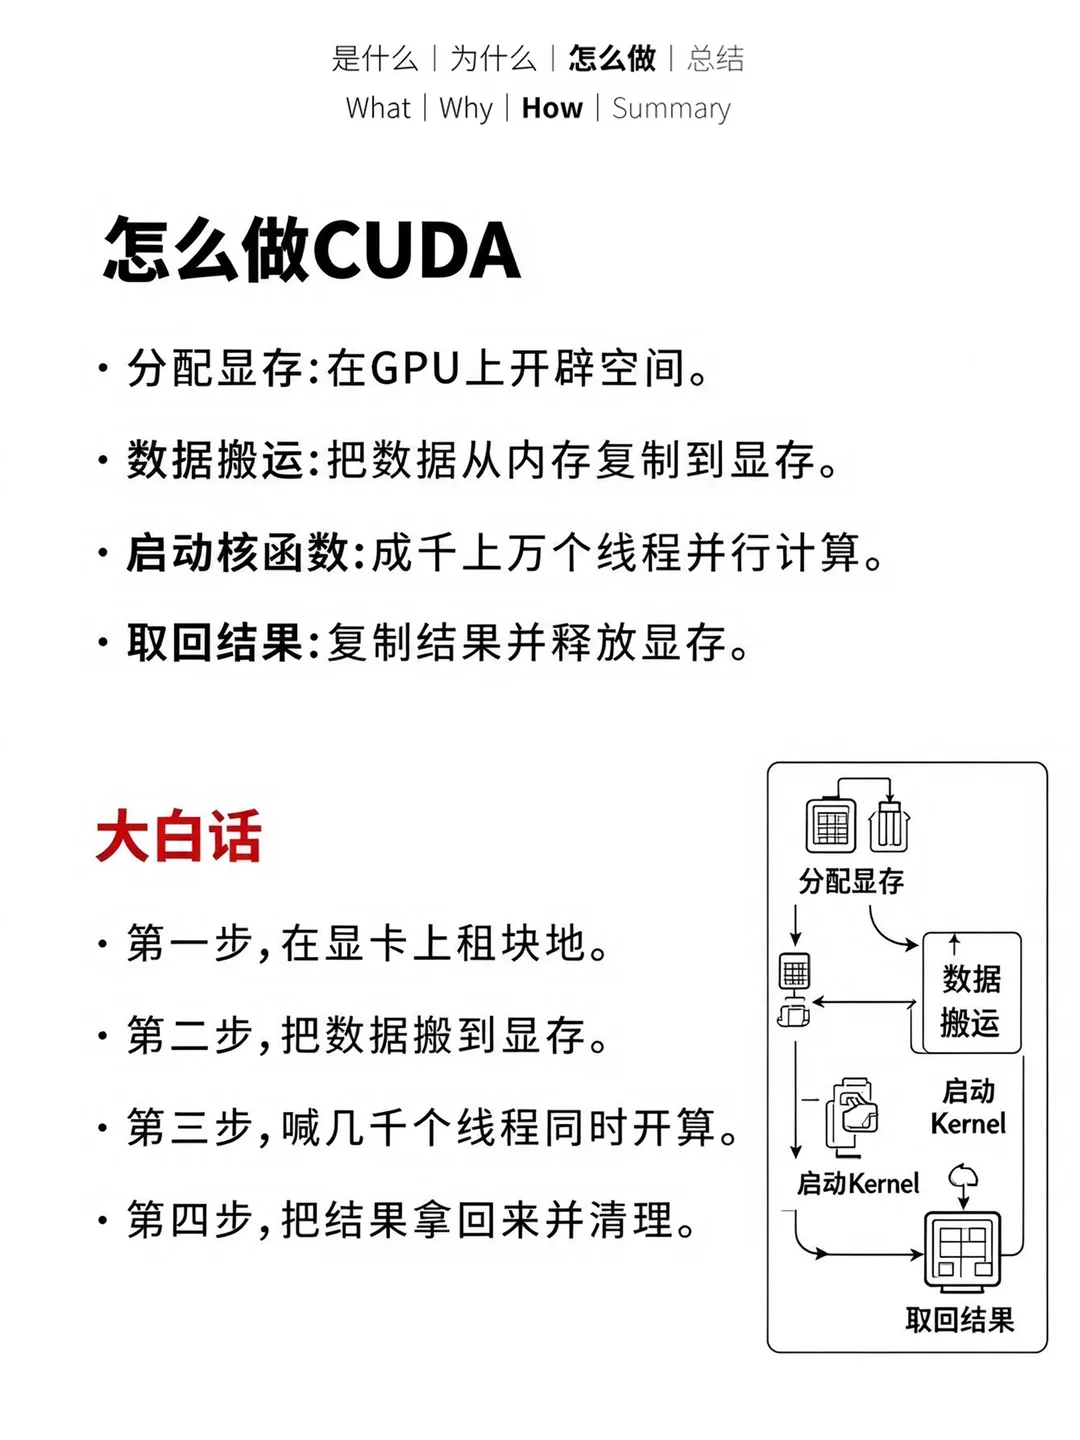 是什么｜为什么｜怎么做｜总结
What｜Why｜How｜Summary
怎么做CUDA
· 分配显存:在GPU上开辟空间。
· 数据搬运:把数据从内存复制到显存。
· 启动核函数:成千上万个线程并行计算。
· 取回结果:复制结果并释放显存。
大白话
· 第一步,在显卡上租块地。
· 第二步,把数据搬到显存。
· 第三步,喊几千个线程同时开算。
· 第四步,把结果拿回来并清理。
分配显存
数据
搬运
启动
Kernel
启动Kernel
取回结果